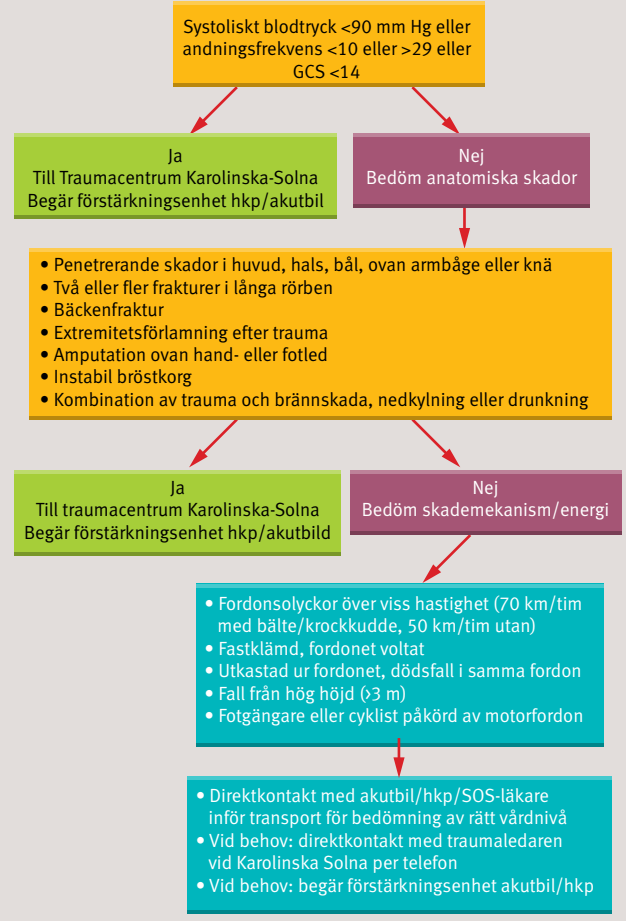 Systoliskt blodtryck <90 mm Hg eller
andningsfrekvens <10 eller >29 eller
GCS <14
Ja
Till Traumacentrum Karolinska-Solna
Begär förstärkningsenhet hkp/akutbil
Nej
Bedöm anatomiska skador
• Penetrerande skador i huvud, hals, bål, ovan armbåge eller knä
• Två eller fler frakturer i långa rörben
• Bäckenfraktur
• Extremitetsförlamning efter trauma
• Amputation ovan hand- eller fotled
• Instabil bröstkorg
• Kombination av trauma och brännskada, nedkylning eller drunkning
Ja
Till traumacentrum Karolinska-Solna
Begär förstärkningsenhet hkp/akutbild
Nej
Bedöm skademekanism/energi
• Fordonsolyckor över viss hastighet (70 km/tim
med bälte/krockkudde, 50 km/tim utan)
• Fastklämd, fordonet voltat
• Utkastad ur fordonet, dödsfall i samma fordon
• Fall från hög höjd (>3 m)
• Fotgängare eller cyklist påkörd av motorfordon
• Direktkontakt med akutbil/hkp/SOS-läkare
inför transport för bedömning av rätt vårdnivå
• Vid behov: direktkontakt med traumaledaren
vid Karolinska Solna per telefon
• Vid behov: begär förstärkningsenhet akutbil/hkp